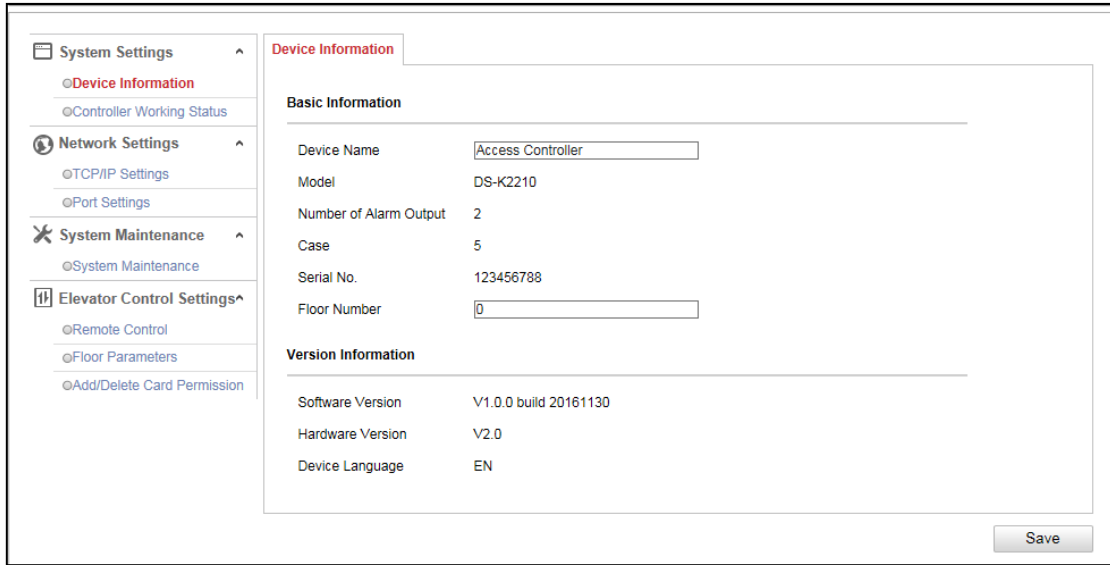 System Settings
Device Information
Controller Working Status
Network Settings
TCP/IP Settings
Port Settings
System Maintenance
System Maintenance
Elevator Control Settings
Remote Control
Floor Parameters
Add/Delete Card Permission
Device Information
Basic Information
Device Name Access Controller
Model DS-K2210
Number of Alarm Output 2
Case 5
Serial No. 123456788
Floor Number 0
Version Information
Software Version V1.0.0 build 20161130
Hardware Version V2.0
Device Language EN
Save